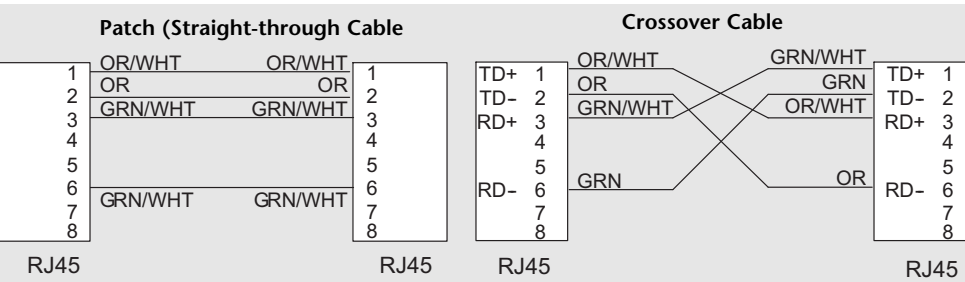 Patch (Straight-through Cable
OR/WHT OR/WHT
1 1
OR OR
2 2
GRN/WHT GRN/WHT
3 3
4 4
5 5
6 6
GRN/WHT GRN/WHT
7 7
8 8
RJ45 RJ45
Crossover Cable
OR/WHT GRN/WHT
TD+ 1 TD+ 1
OR GRN
TD- 2 TD- 2
GRN/WHT OR/WHT
RD+ 3 RD+ 3
4 4
5 5
GRN OR
RD- 6 RD- 6
7 7
8 8
RJ45 RJ45